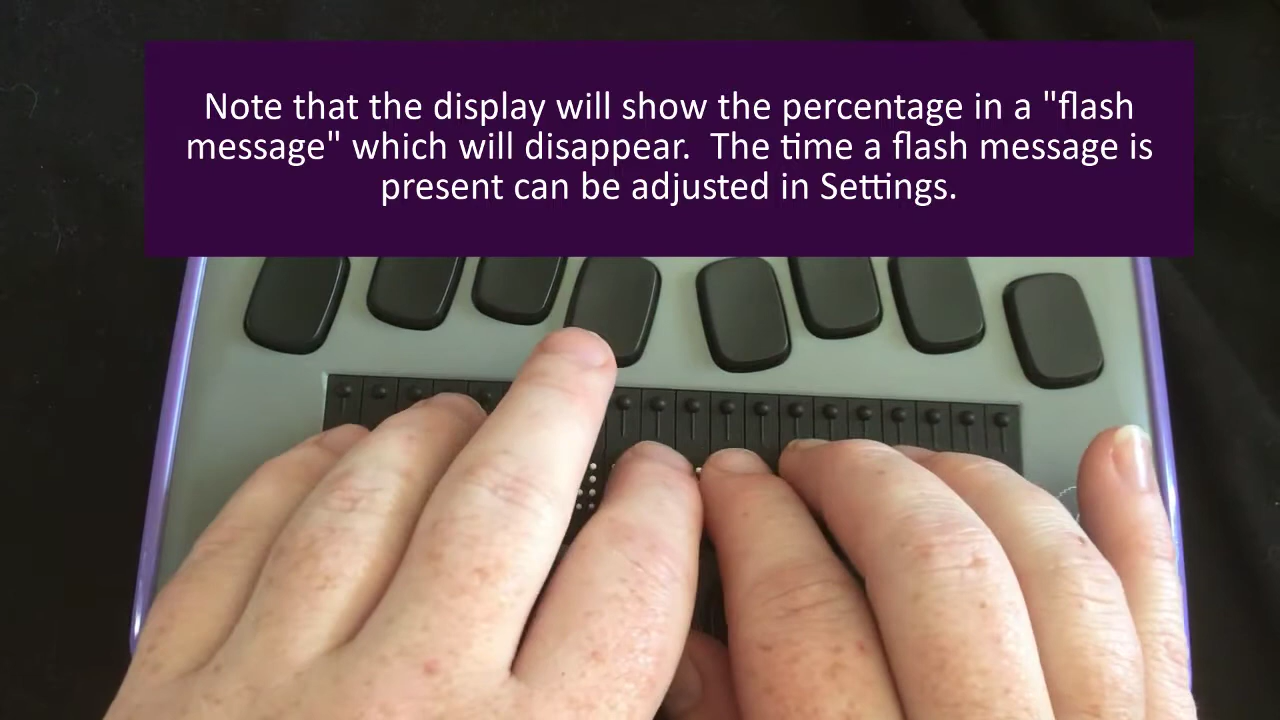 Note that the display will show the percentage in a "flash
message" which will disappear.  The time a flash message is
present can be adjusted in Settings.